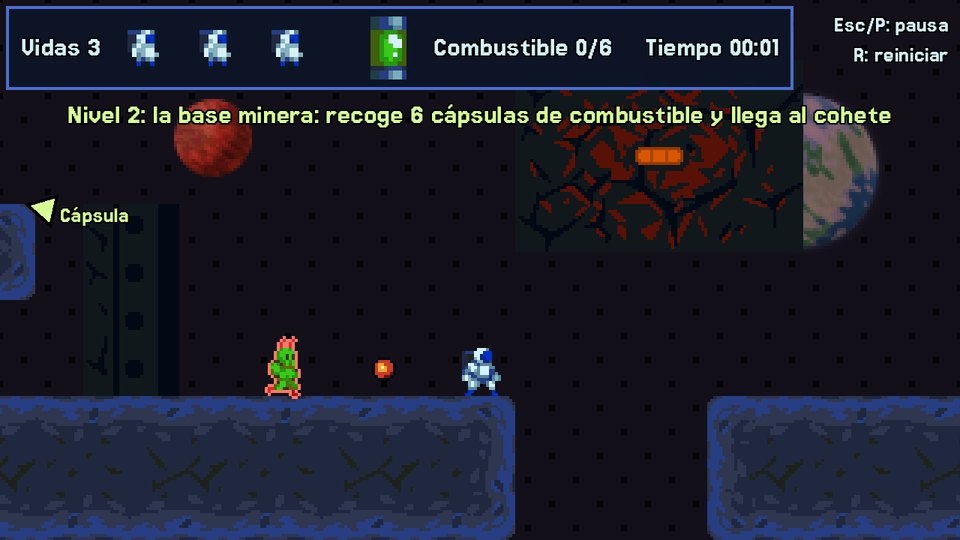 Vidas 3
Combustible 0/6
Tiempo 00:01
Esc/P: pausa
R: reiniciar
Nivel 2: la base minera: recoge 6 cápsulas de combustible y llega al cohete
Cápsula